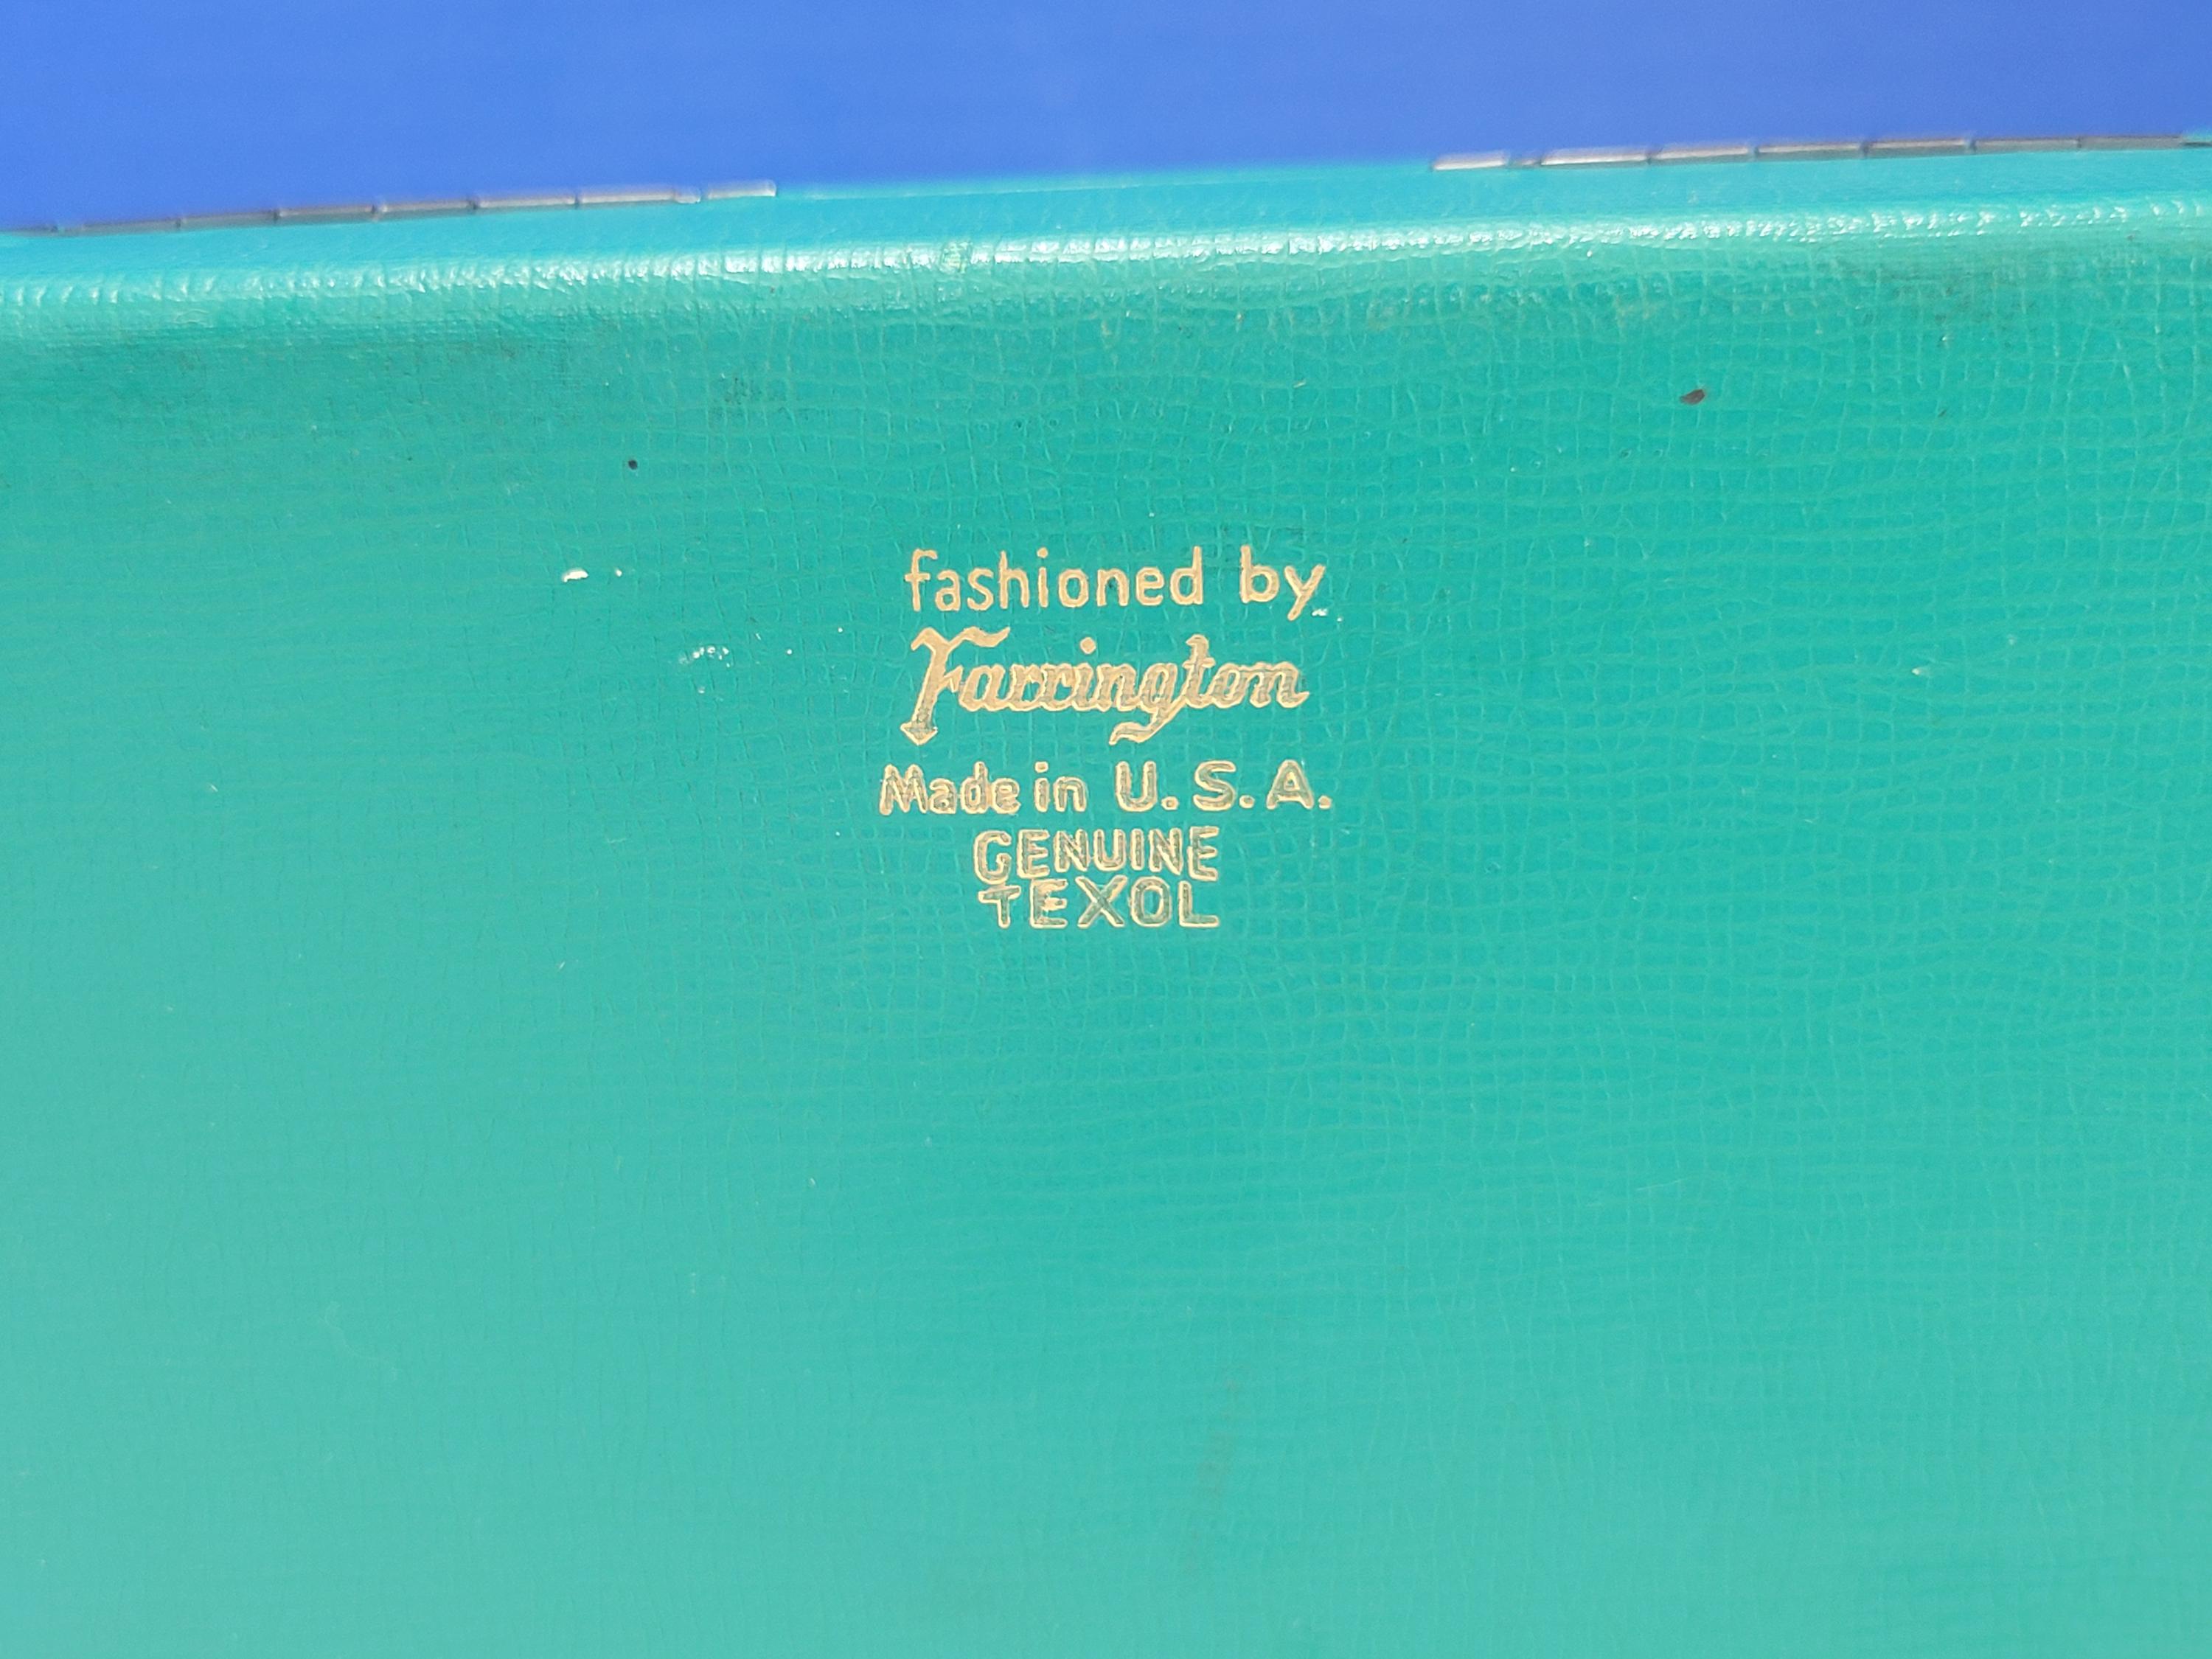 fashioned by
Farrington
Made in U.S.A.
GENUINE
TEXOL